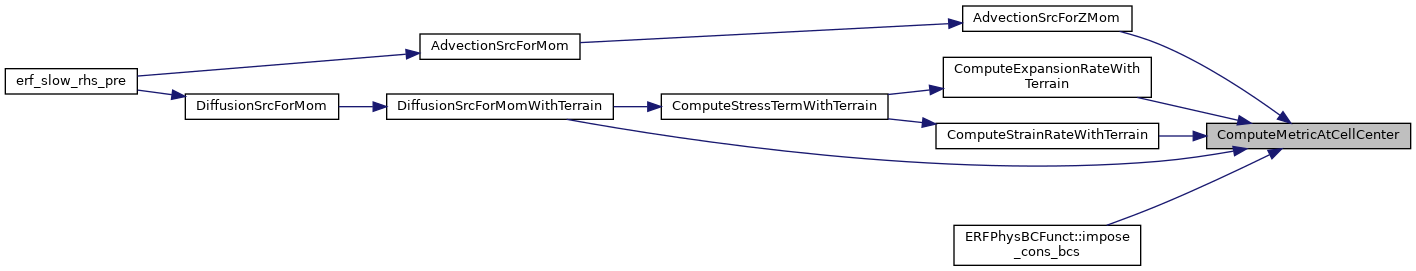 AdvectionSrcForZMom
AdvectionSrcForMom
ComputeExpansionRateWith
Terrain
erf_slow_rhs_pre
DiffusionSrcForMom
DiffusionSrcForMomWithTerrain
ComputeStressTermWithTerrain
ComputeStrainRateWithTerrain
ComputeMetricAtCellCenter
ERFPhysBCFunct::impose
_cons_bcs